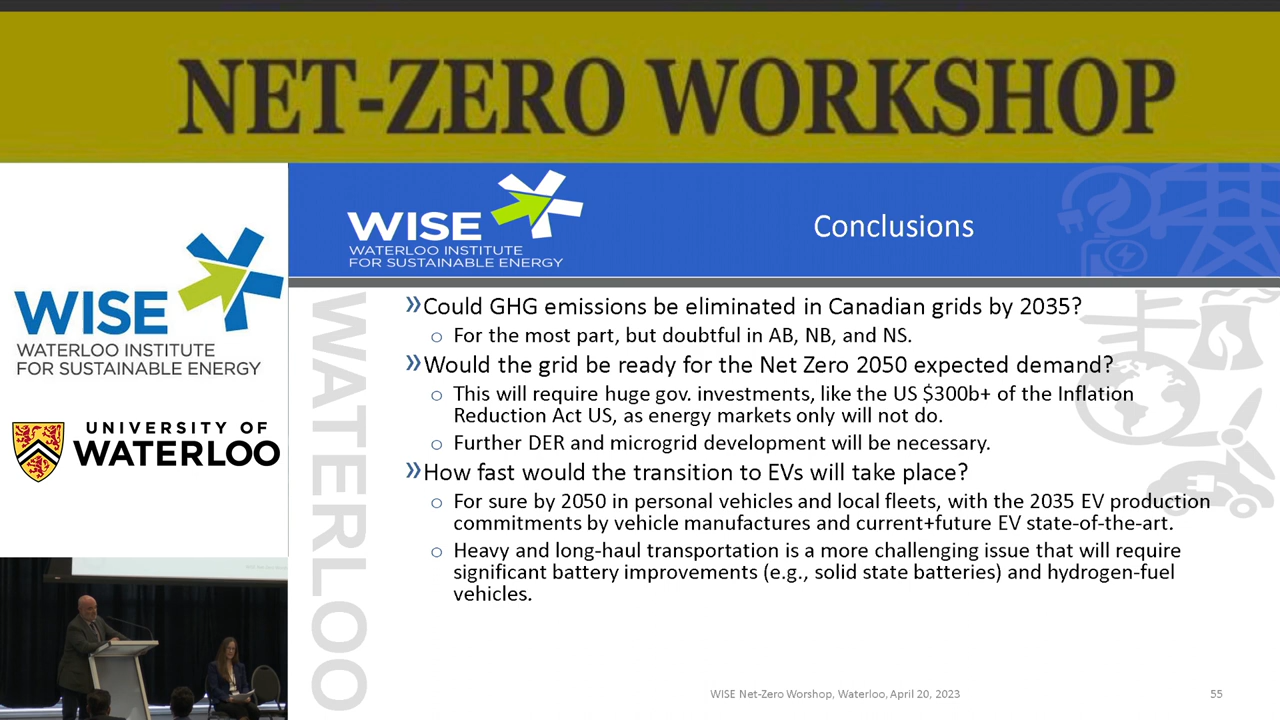 NET-ZERO WORKSHOP
WISE
WATERLOO INSTITUTE
FOR SUSTAINABLE ENERGY
UNIVERSITY OF
WATERLOO
WISE
WATERLOO INSTITUTE
FOR SUSTAINABLE ENERGY
Conclusions
WATERLOO
»Could GHG emissions be eliminated in Canadian grids by 2035?
o For the most part, but doubtful in AB, NB, and NS.
»Would the grid be ready for the Net Zero 2050 expected demand?
o This will require huge gov. investments, like the US $300b+ of the Inflation
Reduction Act US, as energy markets only will not do.
o Further DER and microgrid development will be necessary.
»How fast would the transition to EVs will take place?
o For sure by 2050 in personal vehicles and local fleets, with the 2035 EV production
commitments by vehicle manufactures and current+future EV state-of-the-art.
o Heavy and long-haul transportation is a more challenging issue that will require
significant battery improvements (e.g., solid state batteries) and hydrogen-fuel
vehicles.
WISE Net-Zero Worshop, Waterloo, April 20, 2023
55